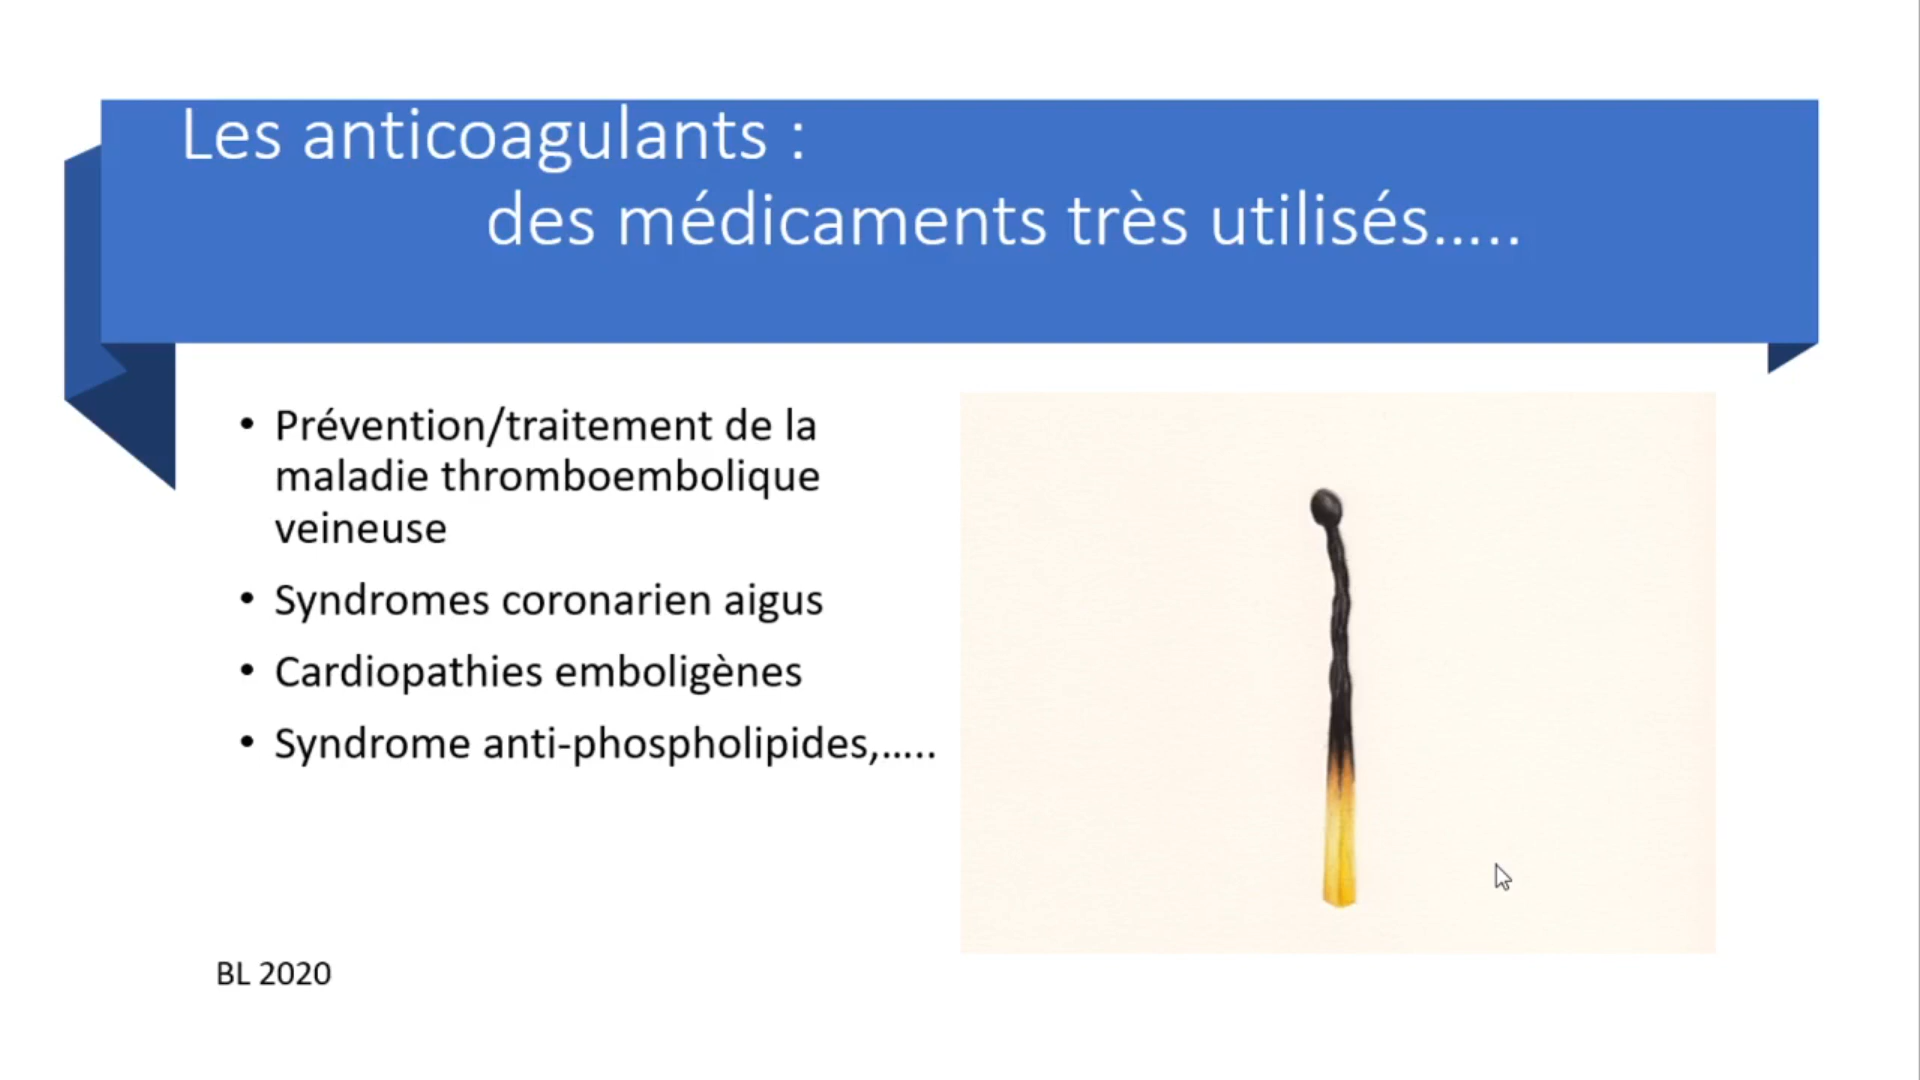 Les anticoagulants :
des médicaments très utilisés.....
• Prévention/traitement de la
maladie thromboembolique
veineuse
• Syndromes coronarien aigus
• Cardiopathies emboligènes
• Syndrome anti-phospholipides,.....
BL 2020